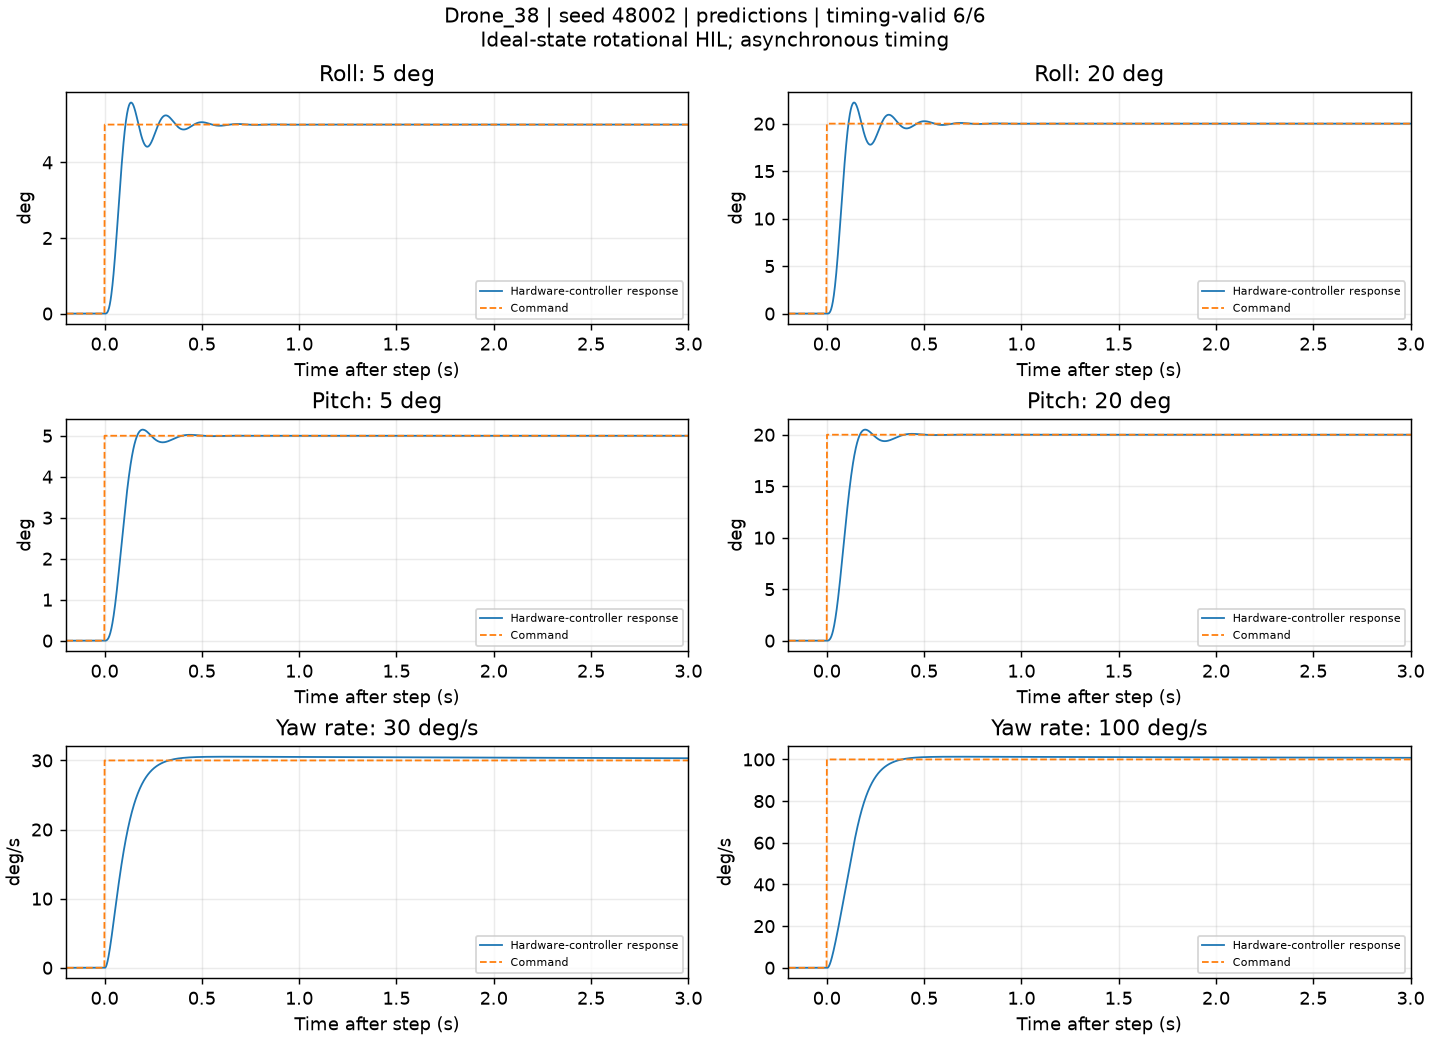 Drone_38 | seed 48002 | predictions | timing-valid 6/6
Ideal-state rotational HIL; asynchronous timing
Roll: 5 deg
deg
4
2
0
Hardware-controller response
Command
0.0 0.5 1.0 1.5 2.0 2.5 3.0
Time after step (s)
Roll: 20 deg
deg
20
15
10
5
0
Hardware-controller response
Command
0.0 0.5 1.0 1.5 2.0 2.5 3.0
Time after step (s)
Pitch: 5 deg
deg
5
4
3
2
1
0
Hardware-controller response
Command
0.0 0.5 1.0 1.5 2.0 2.5 3.0
Time after step (s)
Pitch: 20 deg
deg
20
15
10
5
0
Hardware-controller response
Command
0.0 0.5 1.0 1.5 2.0 2.5 3.0
Time after step (s)
Yaw rate: 30 deg/s
deg/s
30
20
10
0
Hardware-controller response
Command
0.0 0.5 1.0 1.5 2.0 2.5 3.0
Time after step (s)
Yaw rate: 100 deg/s
deg/s
100
80
60
40
20
0
Hardware-controller response
Command
0.0 0.5 1.0 1.5 2.0 2.5 3.0
Time after step (s)